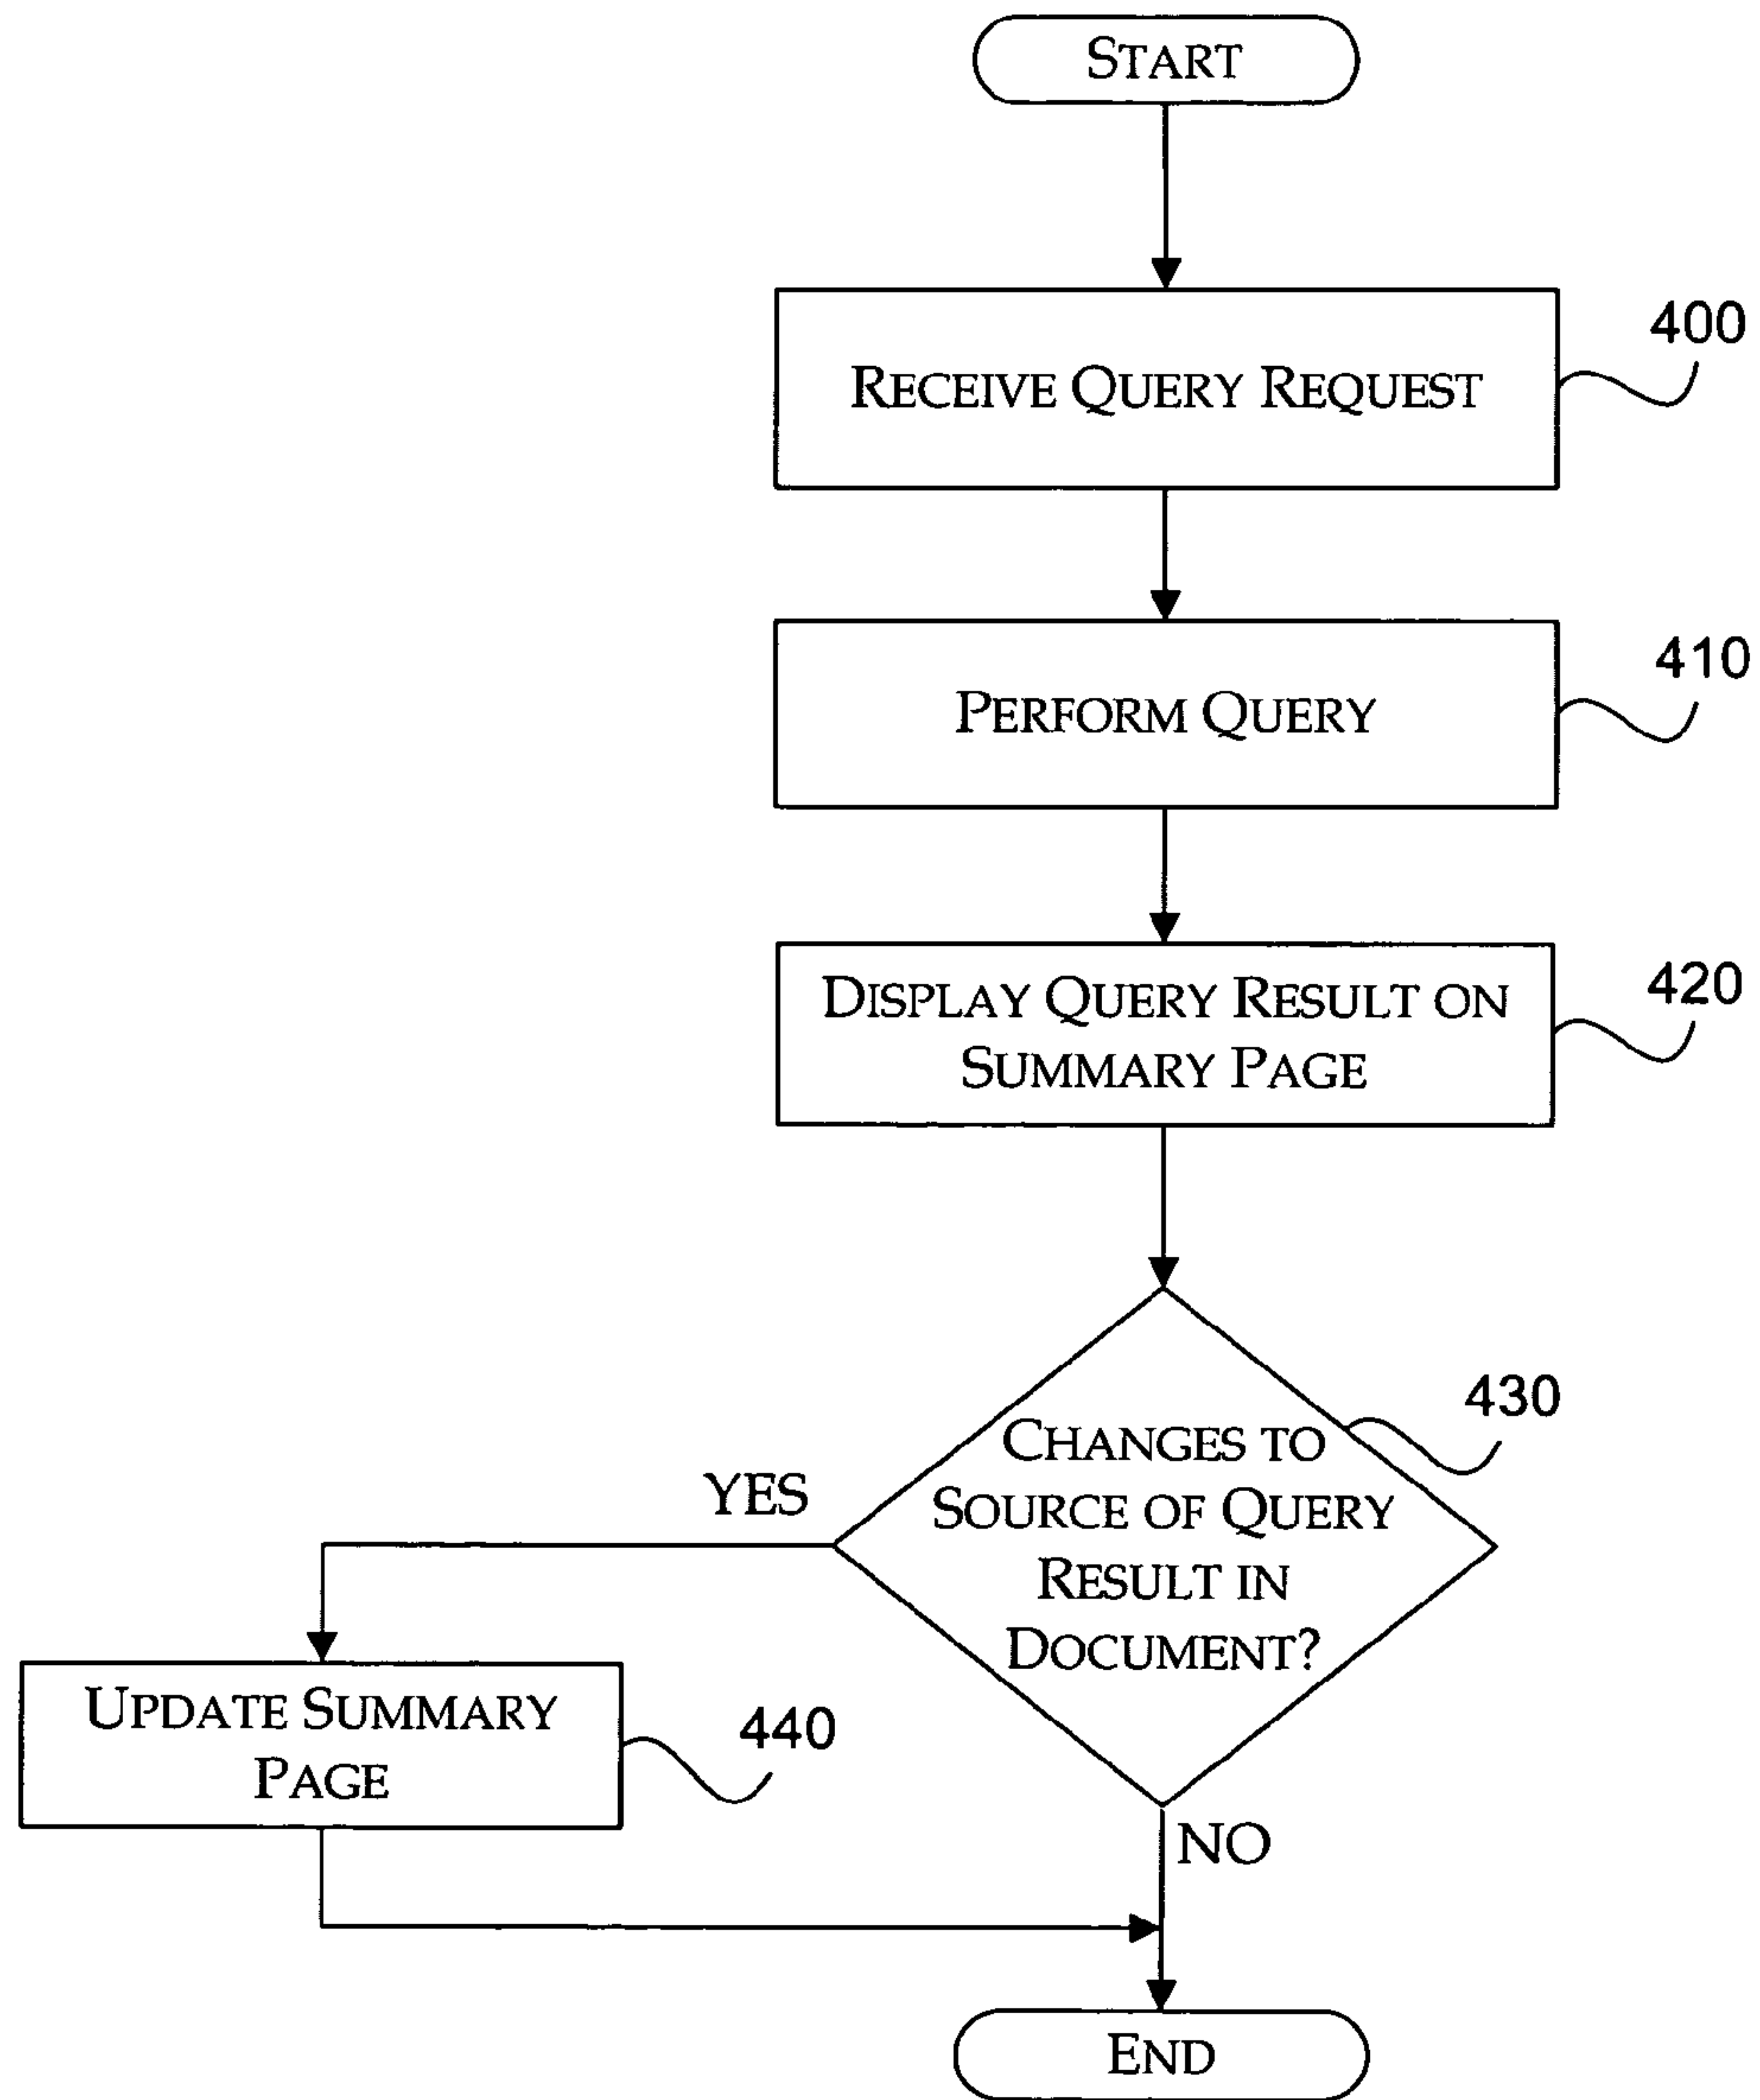 START
RECEIVE QUERY REQUEST
400
PERFORM QUERY
410
DISPLAY QUERY RESULT ON
SUMMARY PAGE
420
CHANGES TO
SOURCE OF QUERY
RESULT IN
DOCUMENT?
430
YES
UPDATE SUMMARY
PAGE
440
NO
END